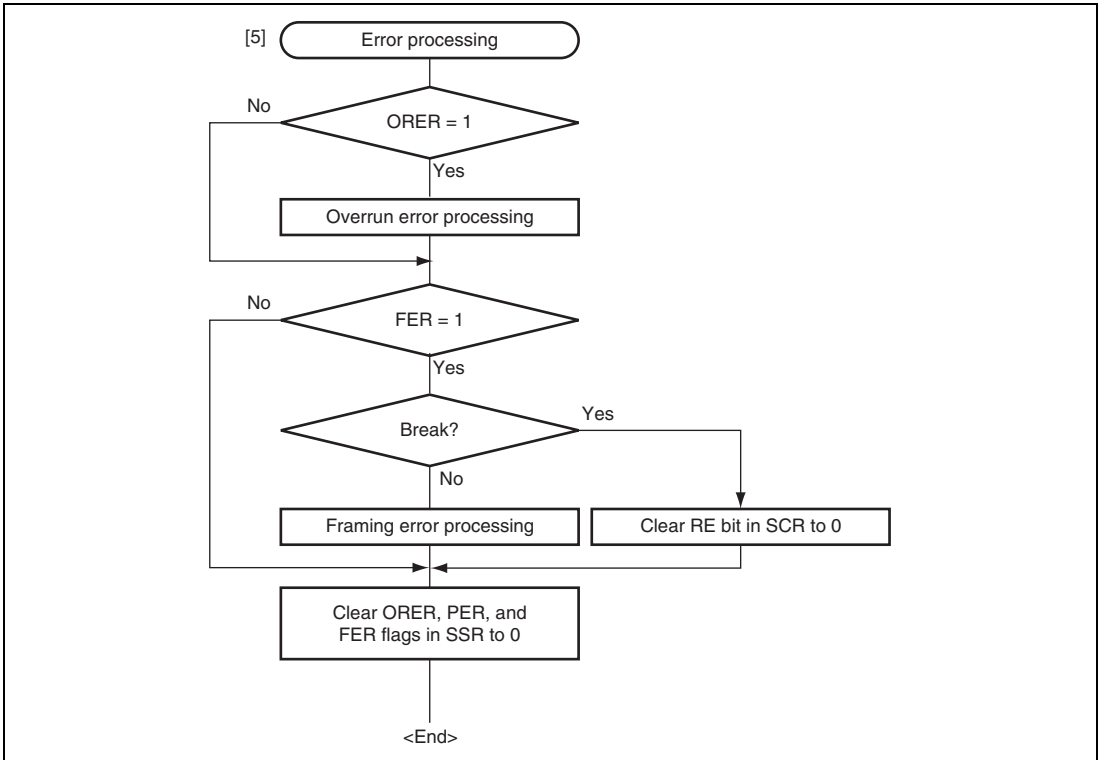 [5] Error processing
No
ORER = 1
Yes
Overrun error processing
No
FER = 1
Yes
Break?
Yes
No
Framing error processing
Clear RE bit in SCR to 0
Clear ORER, PER, and
FER flags in SSR to 0
<End>